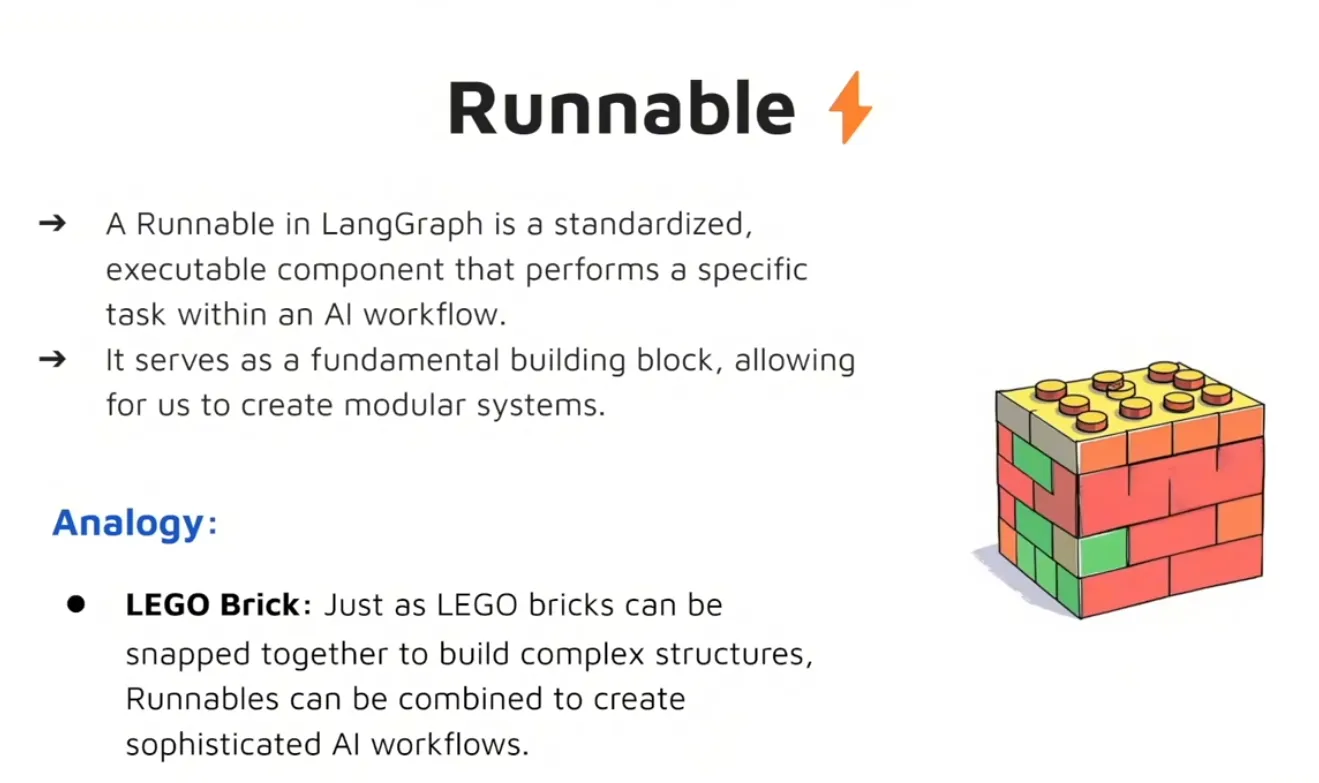 Runnable
➔ A Runnable in LangGraph is a standardized,
executable component that performs a specific
task within an AI workflow.
➔ It serves as a fundamental building block, allowing
for us to create modular systems.
Analogy:
● LEGO Brick: Just as LEGO bricks can be
snapped together to build complex structures,
Runnables can be combined to create
sophisticated AI workflows.